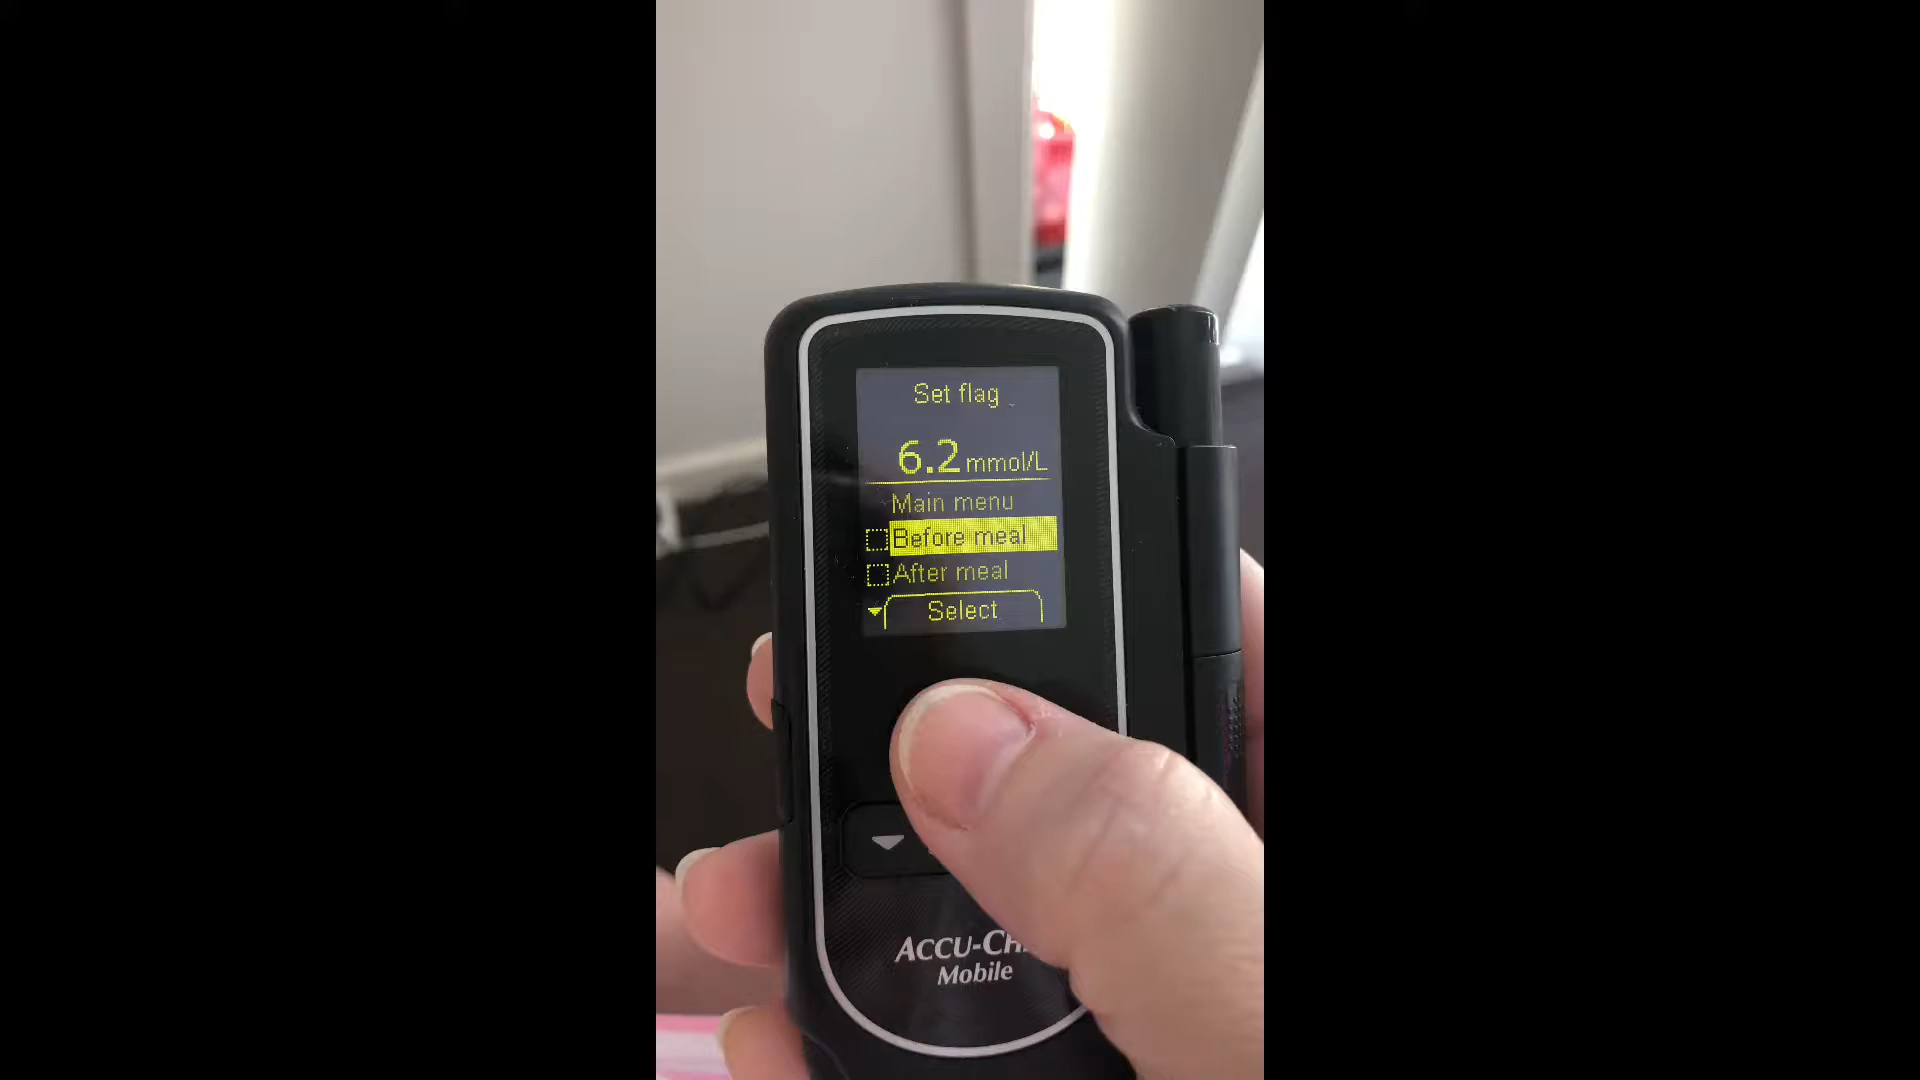 Set flag
6.2 mmol/L
Main menu
Before meal
After meal
Select
Mobile